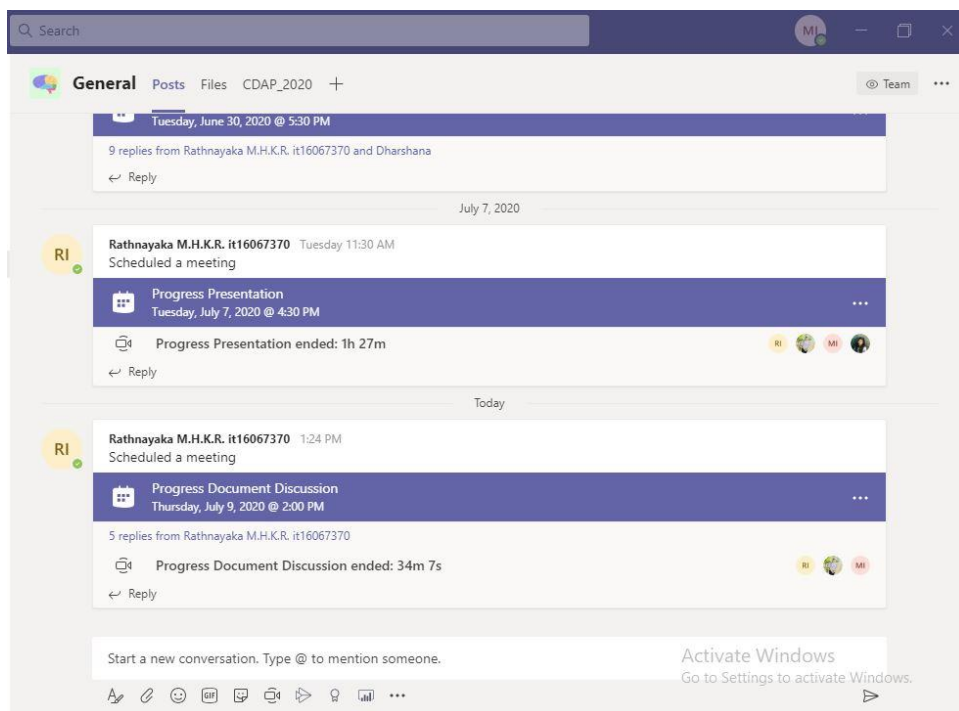 Search
MI
General Posts Files CDAP_2020
Team
Tuesday, June 30, 2020 @ 5:30 PM
9 replies from Rathnayaka M.H.K.R. it16067370 and Dharshana
Reply
July 7, 2020
RI
Rathnayaka M.H.K.R. it16067370 Tuesday 11:30 AM
Scheduled a meeting
Progress Presentation
Tuesday, July 7, 2020 @ 4:30 PM
Progress Presentation ended: 1h 27m
RI MI
Reply
Today
RI
Rathnayaka M.H.K.R. it16067370 1:24 PM
Scheduled a meeting
Progress Document Discussion
Thursday, July 9, 2020 @ 2:00 PM
5 replies from Rathnayaka M.H.K.R. it16067370
Progress Document Discussion ended: 34m 7s
RI MI
Reply
Start a new conversation. Type @ to mention someone.
Activate Windows
Go to Settings to activate Windows.
GIF